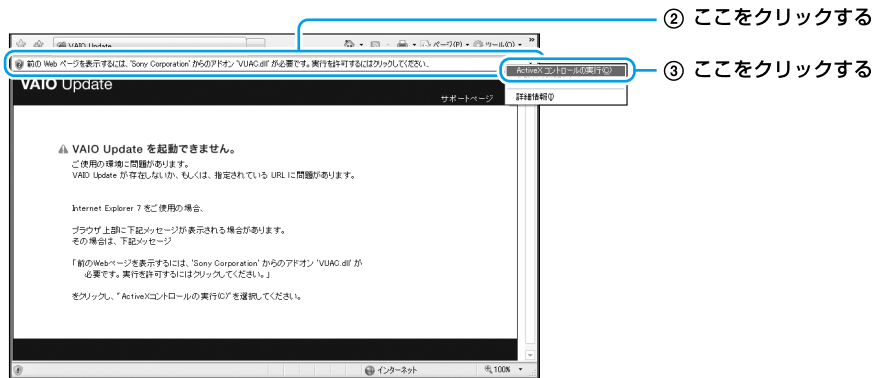 ② ここをクリックする
VAIO Update
ページ(P)
ツール(O)
前の Web ページを表示するには、'Sony Corporation' からのアドオン 'VUAC.dll' が必要です。実行を許可するにはクリックしてください...
ActiveX コントロールの実行(C)
③ ここをクリックする
詳細情報(I)
VAIO Update
サポートページ
VAIO Update を起動できません。
ご使用の環境に問題があります。
VAIO Update が存在しないか、もしくは、指定されている URL に問題があります。
Internet Explorer 7 をご使用の場合、
ブラウザ上部に下記メッセージが表示される場合があります。
その場合は、下記メッセージ
「前のWebページを表示するには、'Sony Corporation' からのアドオン 'VUAC.dll' が
必要です。実行を許可するにはクリックしてください。」
をクリックし、"ActiveXコントロールの実行(C)"を選択してください。
インターネット
100%